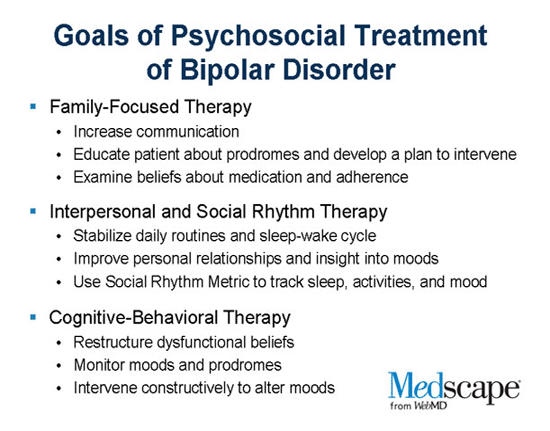 Goals of Psychosocial Treatment
of Bipolar Disorder
▪ Family-Focused Therapy
• Increase communication
• Educate patient about prodromes and develop a plan to intervene
• Examine beliefs about medication and adherence
▪ Interpersonal and Social Rhythm Therapy
• Stabilize daily routines and sleep-wake cycle
• Improve personal relationships and insight into moods
• Use Social Rhythm Metric to track sleep, activities, and mood
▪ Cognitive-Behavioral Therapy
• Restructure dysfunctional beliefs
• Monitor moods and prodromes
• Intervene constructively to alter moods
Medscape®
from WebMD